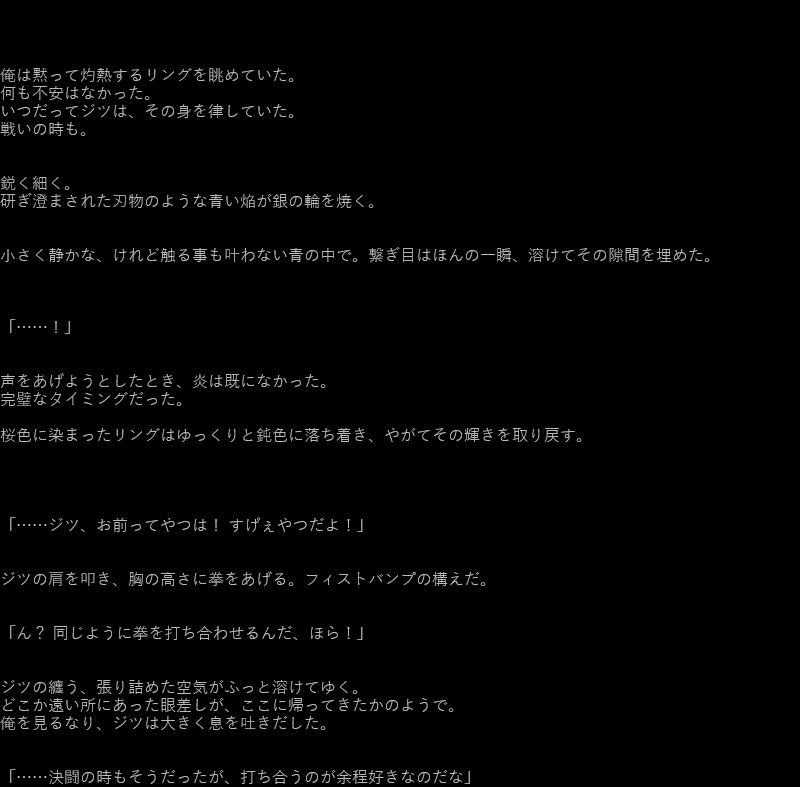 俺は黙って灼熱するリングを眺めていた。
何も不安はなかった。
いつだってジツは、その身を律していた。
戦いの時も。
鋭く細く。
研ぎ澄まされた刃物のような青い焔が銀の輪を焼く。
小さく静かな、けれど触る事も叶わない青の中で。繋ぎ目はほんの一瞬、溶けてその隙間を埋めた。
「……！」
声をあげようとしたとき、炎は既になかった。
完璧なタイミングだった。
桜色に染まったリングはゆっくりと鈍色に落ち着き、やがてその輝きを取り戻す。
「……ジツ、お前ってやつは！ すげぇやつだよ！」
ジツの肩を叩き、胸の高さに拳をあげる。フィストバンプの構えだ。
「ん？ 同じように拳を打ち合わせるんだ、ほら！」
ジツの纏う、張り詰めた空気がふっと溶けてゆく。
どこか遠い所にあった眼差しが、ここに帰ってきたかのようで。
俺を見るなり、ジツは大きく息を吐きだした。
「……決闘の時もそうだったが、打ち合うのが余程好きなのだな」